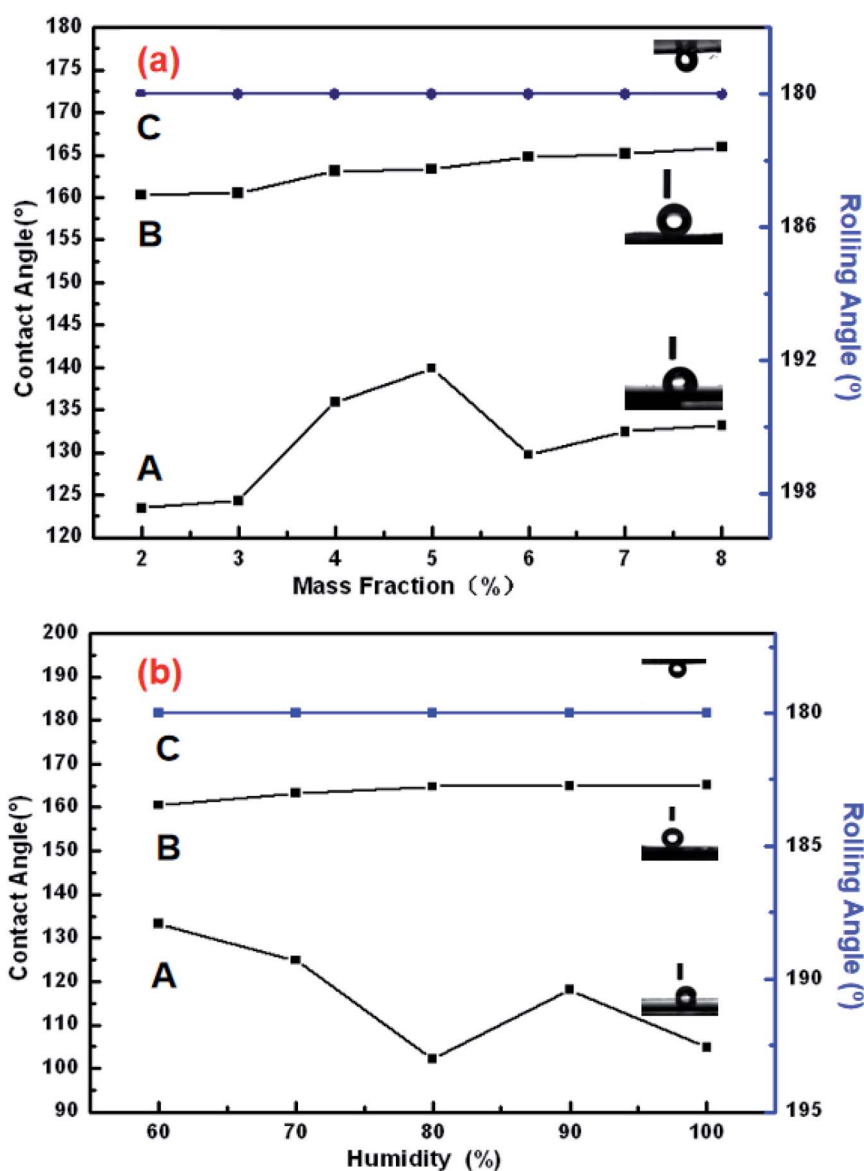 (a)
C
B
A
Contact Angle(°)
180
175
172
165
160
155
150
145
140
135
130
125
120
Rolling Angle (º)
180
186
192
198
2 3 4 5 6 7 8
Mass Fraction (%)
(b)
C
B
A
Contact Angle(°)
200
190
180
170
160
150
140
130
120
110
100
90
Rolling Angle (º)
180
185
190
195
60 70 80 90 100
Humidity (%)